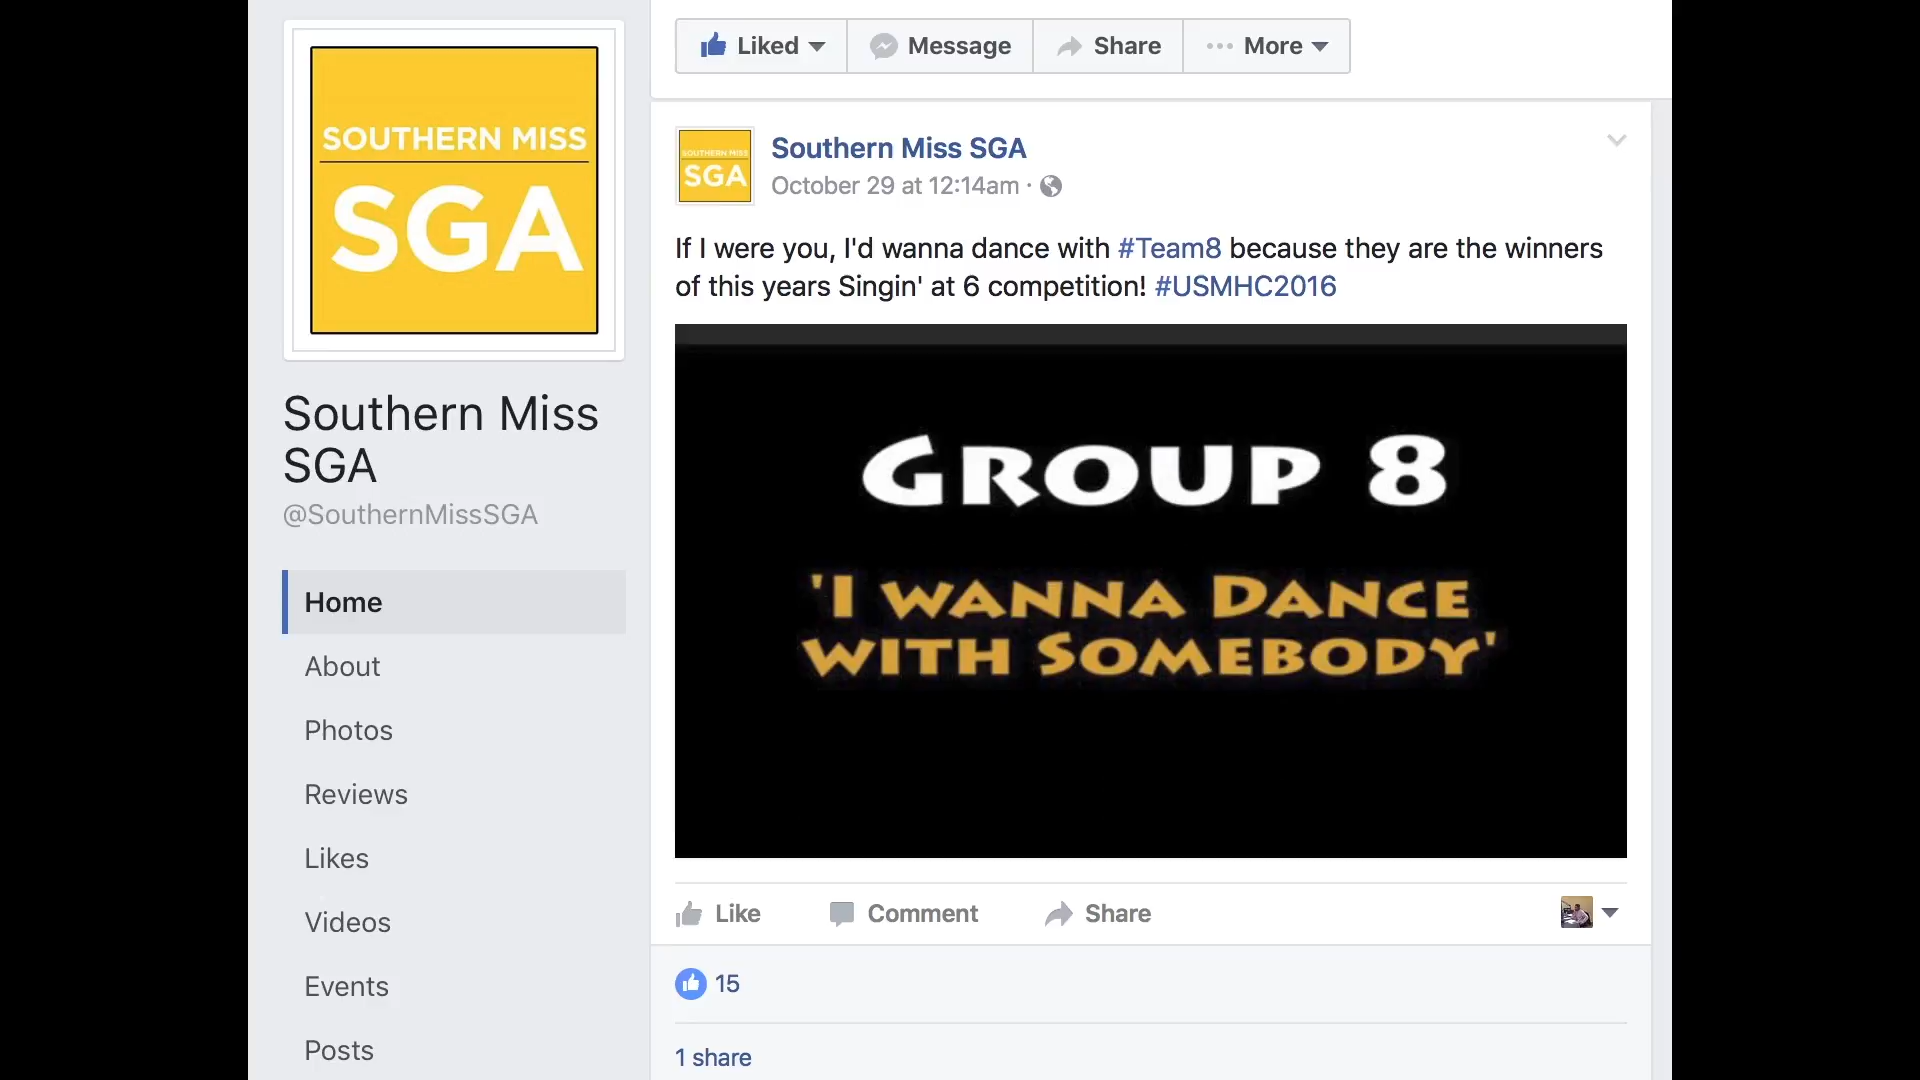 SOUTHERN MISS
SGA
Southern Miss
SGA
@SouthernMissSGA
Home
About
Photos
Reviews
Likes
Videos
Events
Posts
Liked
Message
Share
More
SOUTHERN MISS
SGA
Southern Miss SGA
October 29 at 12:14am ·
If I were you, I'd wanna dance with #Team8 because they are the winners
of this years Singin' at 6 competition! #USMHC2016
GROUP 8
'I WANNA DANCE
WITH SOMEBODY'
Like
Comment
Share
15
1 share